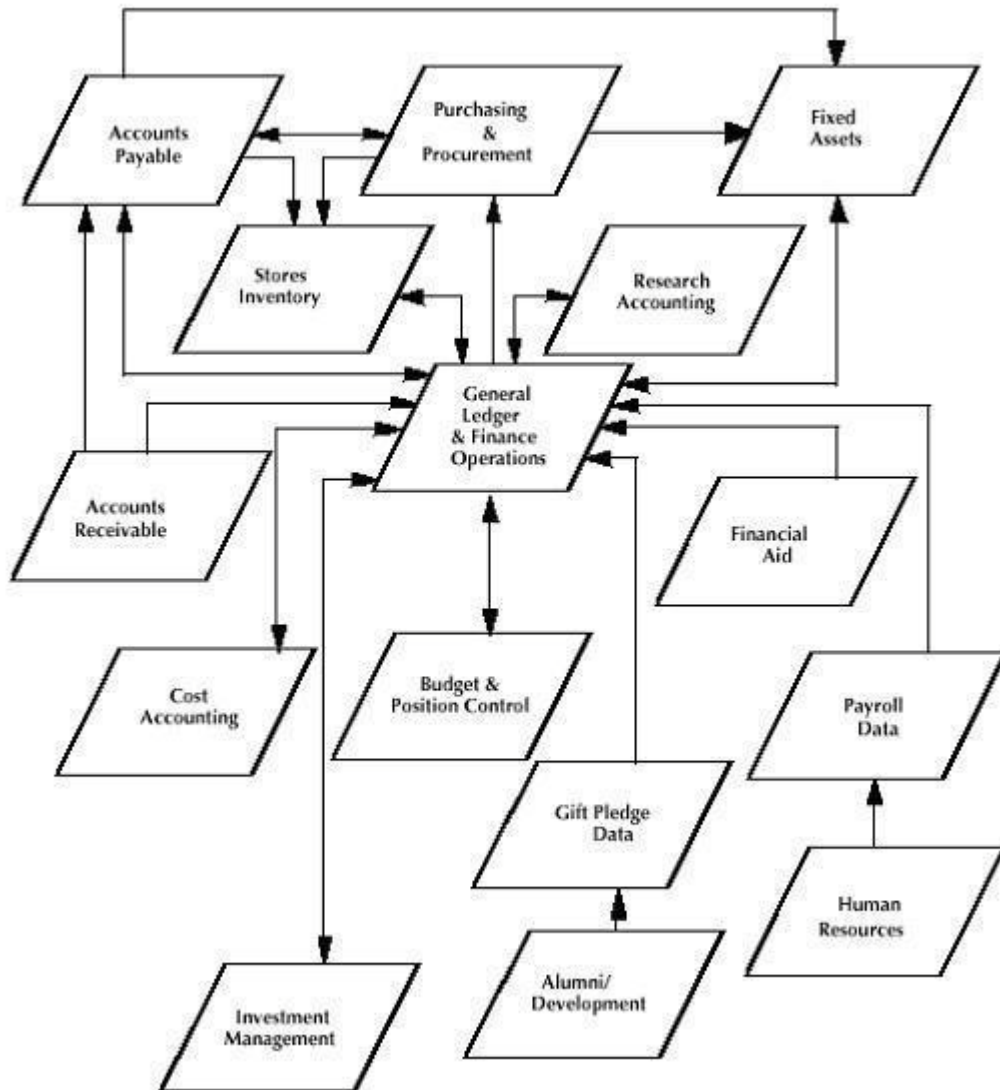 Accounts
Payable
Purchasing
&
Procurement
Fixed
Assets
Stores
Inventory
Research
Accounting
General
Ledger
& Finance
Operations
Accounts
Receivable
Financial
Aid
Cost
Accounting
Budget &
Position Control
Payroll
Data
Gift Pledge
Data
Human
Resources
Alumni/
Development
Investment
Management